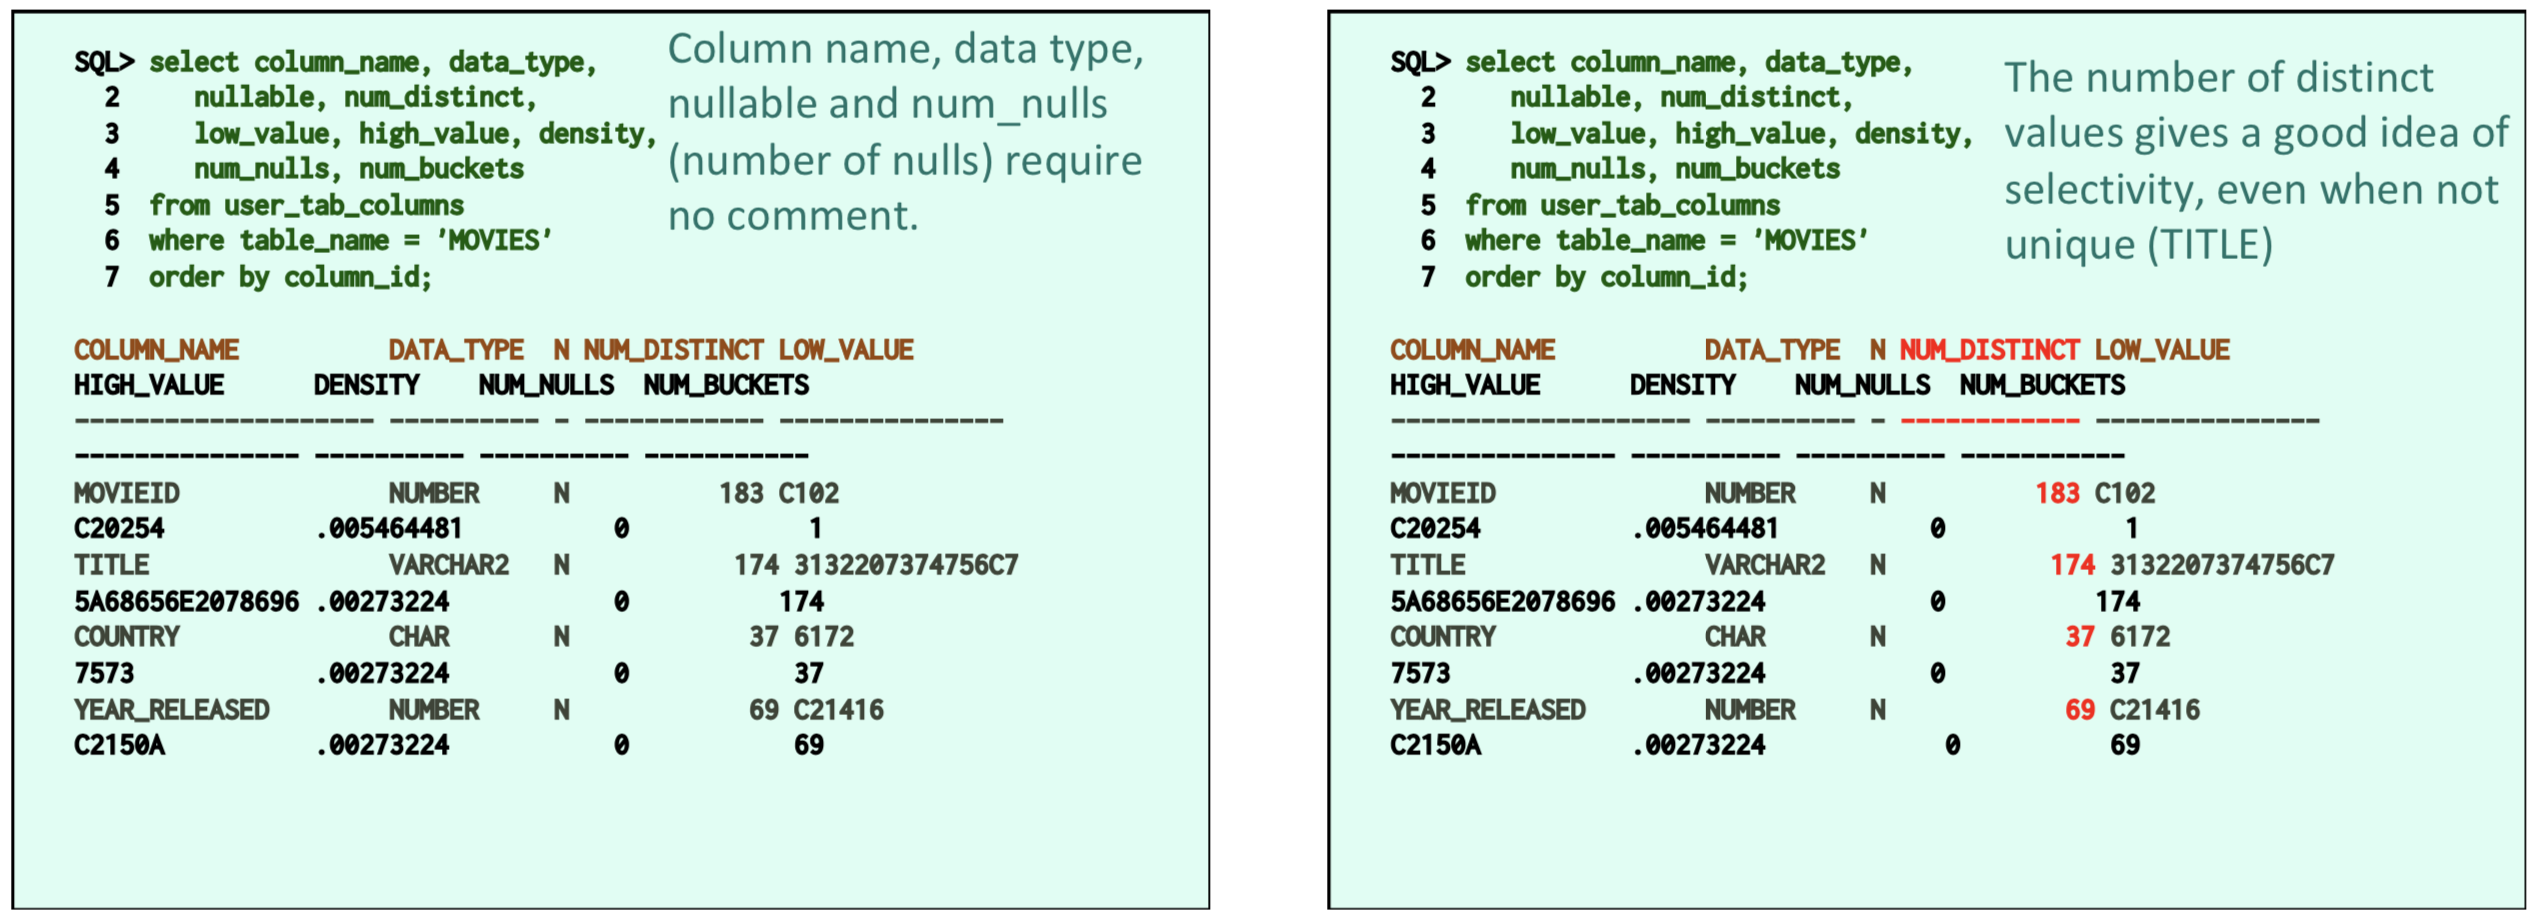 SQL> select column_name, data_type,
2 nullable, num_distinct,
3 low_value, high_value, density,
4 num_nulls, num_buckets
5 from user_tab_columns
6 where table_name = 'MOVIES'
7 order by column_id;
Column name, data type,
nullable and num_nulls
(number of nulls) require
no comment.
COLUMN_NAME DATA_TYPE N NUM_DISTINCT LOW_VALUE
HIGH_VALUE DENSITY NUM_NULLS NUM_BUCKETS
-------------------- ---------- - ------------ ---------------
--------------- ---------- ---------- -----------
MOVIEID NUMBER N 183 C102
C20254 .005464481 0 1
TITLE VARCHAR2 N 174 3132207374756C7
5A68656E2078696 .00273224 0 174
COUNTRY CHAR N 37 6172
7573 .00273224 0 37
YEAR_RELEASED NUMBER N 69 C21416
C2150A .00273224 0 69
SQL> select column_name, data_type,
2 nullable, num_distinct,
3 low_value, high_value, density,
4 num_nulls, num_buckets
5 from user_tab_columns
6 where table_name = 'MOVIES'
7 order by column_id;
The number of distinct
values gives a good idea of
selectivity, even when not
unique (TITLE)
COLUMN_NAME DATA_TYPE N NUM_DISTINCT LOW_VALUE
HIGH_VALUE DENSITY NUM_NULLS NUM_BUCKETS
-------------------- ---------- - ------------ ---------------
--------------- ---------- ---------- -----------
MOVIEID NUMBER N 183 C102
C20254 .005464481 0 1
TITLE VARCHAR2 N 174 3132207374756C7
5A68656E2078696 .00273224 0 174
COUNTRY CHAR N 37 6172
7573 .00273224 0 37
YEAR_RELEASED NUMBER N 69 C21416
C2150A .00273224 0 69